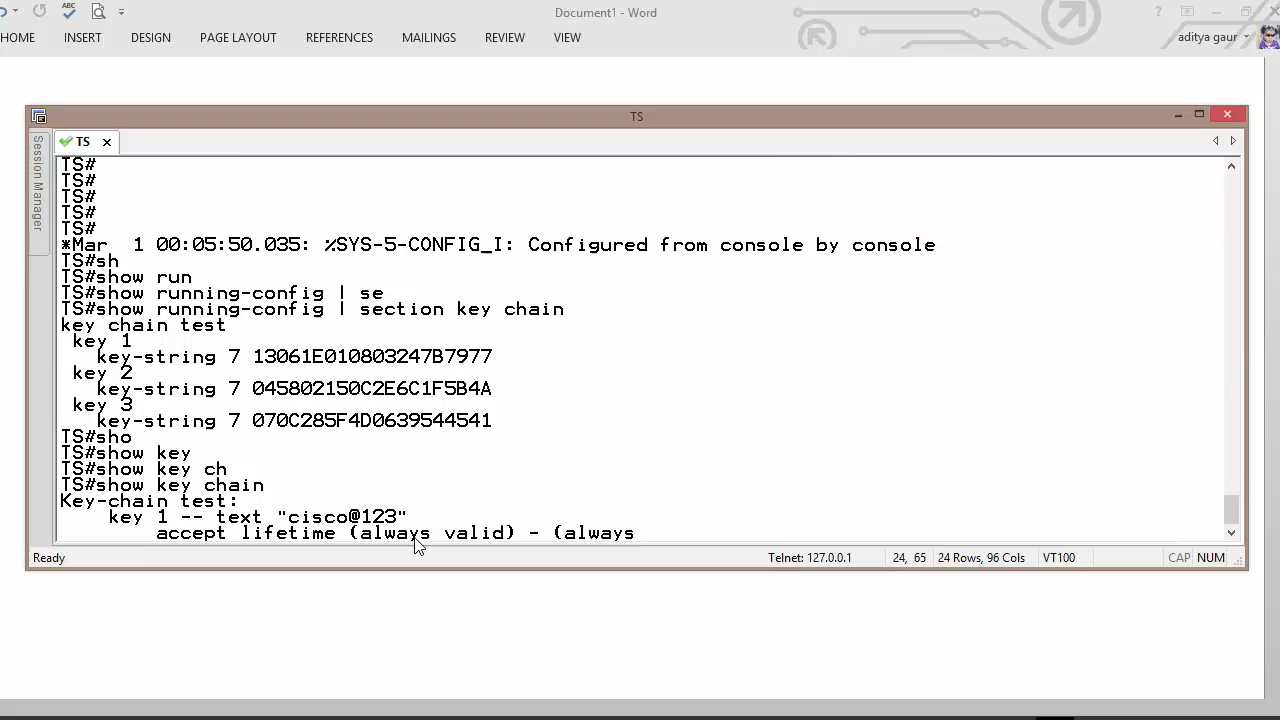 Document1 - Word
ABC
?
HOME INSERT DESIGN PAGE LAYOUT REFERENCES MAILINGS REVIEW VIEW aditya gaur
TS
TS
Session Manager
TS#
TS#
TS#
TS#
TS#
*Mar  1 00:05:50.035: %SYS-5-CONFIG_I: Configured from console by console
TS#sh
TS#show run
TS#show running-config | se
TS#show running-config | section key chain
key chain test
key 1
key-string 7 13061E010803247B7977
key 2
key-string 7 045802150C2E6C1F5B4A
key 3
key-string 7 070C285F4D0639544541
TS#sho
TS#show key
TS#show key ch
TS#show key chain
Key-chain test:
key 1 -- text "cisco@123"
accept lifetime (always valid) - (always
Ready Telnet: 127.0.0.1 24, 65 24 Rows, 96 Cols VT100 CAP NUM